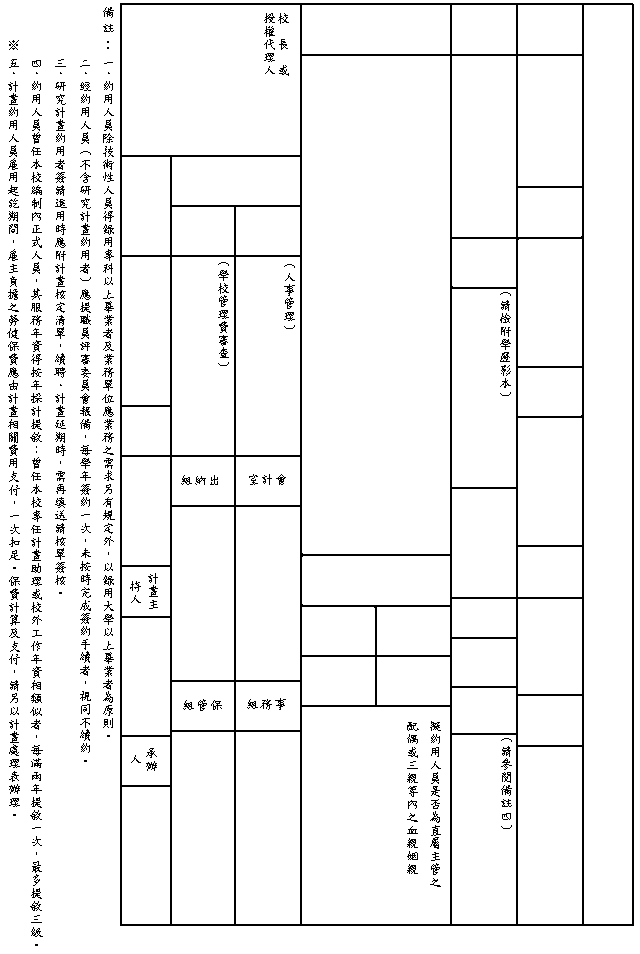 （請參閱備註四）
（請檢附學歷影本）
擬約用人員是否為直屬主管之
配偶或三親等內之血親姻親
校長或
授權代理人
（人事管理）
會計室
事務組
（學校管理費審查）
出納組
保管組
計畫主
持人
承辦
人
備註：
一、約用人員除技術性人員得錄用專科以上畢業者及業務單位應業務之需求另有規定外，以錄用大學以上畢業者為原則。
二、經約用人員（不含研究計畫約用者）應提職員評審委員會報備，每學年簽約一次，未按時完成簽約手續者，視同不續約。
三、研究計畫約用者簽請進用時應附計畫核定清單，續聘、計畫延期時，需再填送請核單簽核。
四、約用人員曾任本校編制內正式人員，其服務年資得按年採計提敘；曾任本校專任計畫助理或校外工作年資相類似者，每滿兩年提敘一次，最多提敘三級。
※五、計畫約用人員雇用起訖期間，雇主負擔之勞健保費應由計畫相關費用支付，一次扣足。保費計算及支付，請另以計畫處理表辦理。